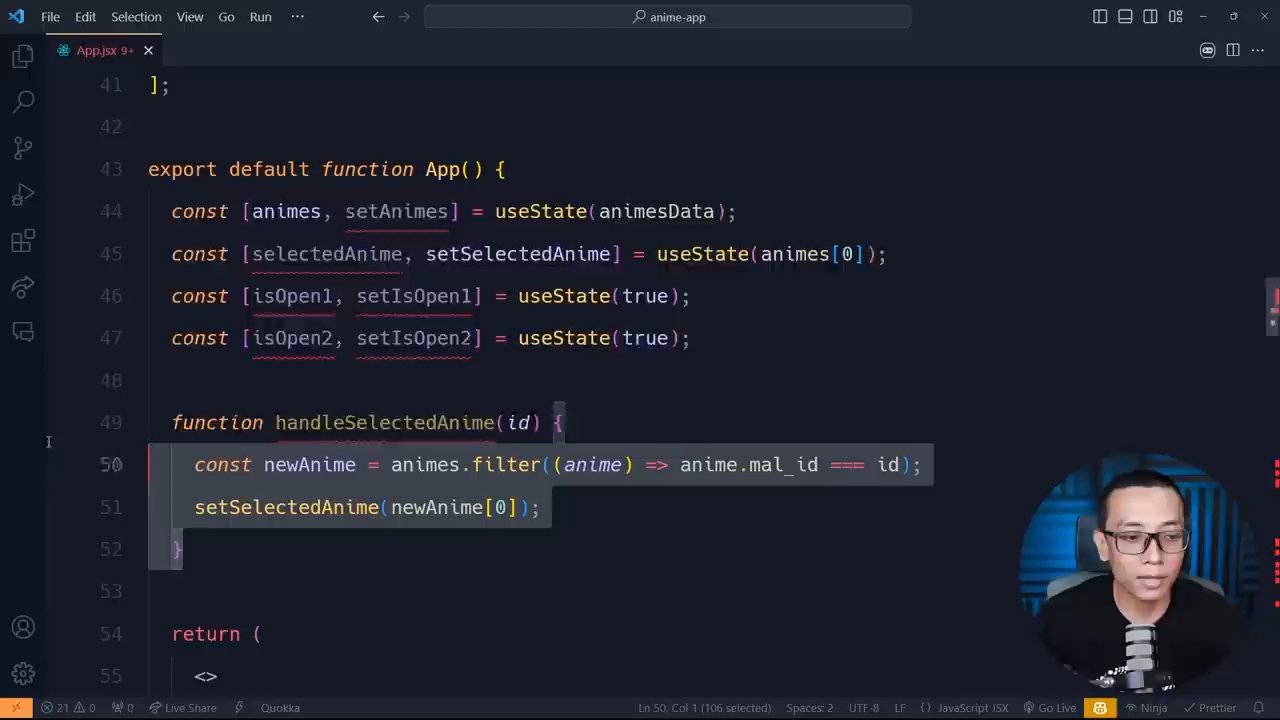 File Edit Selection View Go Run ··· anime-app
App.jsx 9+
41 ];
42
43 export default function App() {
44 const [animes, setAnimes] = useState(animesData);
45 const [selectedAnime, setSelectedAnime] = useState(animes[0]);
46 const [isOpen1, setIsOpen1] = useState(true);
47 const [isOpen2, setIsOpen2] = useState(true);
48
49 function handleSelectedAnime(id) {
50 const newAnime = animes.filter((anime) => anime.mal_id === id);
51 setSelectedAnime(newAnime[0]);
52 }
53
54 return (
55 <>
21 0 0 Live Share Quokka Ln 50, Col 1 (106 selected) Spaces: 2 UTF-8 LF {} JavaScript JSX Go Live Ninja Prettier